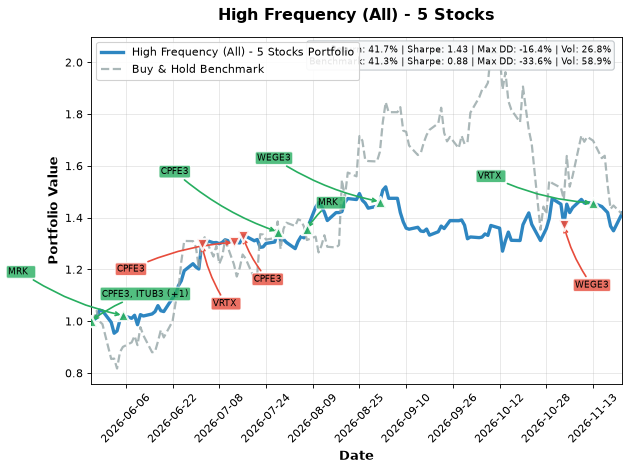 High Frequency (All) - 5 Stocks
High Frequency (All) - 5 Stocks Portfolio
Buy & Hold Benchmark
41.7% | Sharpe: 1.43 | Max DD: -16.4% | Vol: 26.8%
41.3% | Sharpe: 0.88 | Max DD: -33.6% | Vol: 58.9%
Portfolio Value
2.0
1.8
1.6
1.4
1.2
1.0
0.8
WEGE3
CPFE3
VRTX
MRK
CPFE3
MRK
CPFE3
WEGE3
CPFE3, ITUB3 (+1)
VRTX
2026-06-06
2026-06-22
2026-07-08
2026-07-24
2026-08-09
2026-08-25
2026-09-10
2026-09-26
2026-10-12
2026-10-28
2026-11-13
Date